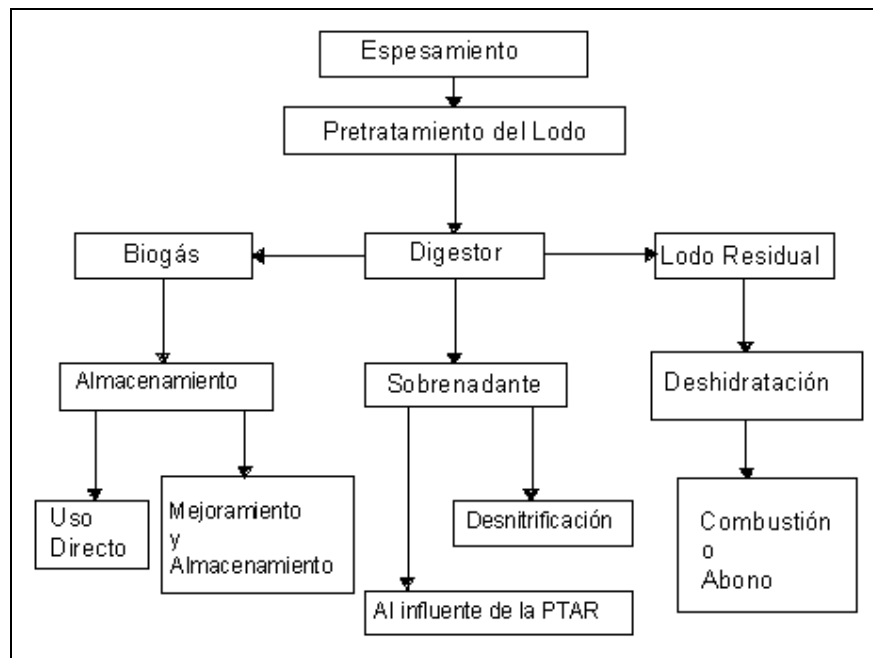 Espesamiento
Pretratamiento del Lodo
Biogás
Digestor
Lodo Residual
Almacenamiento
Sobrenadante
Deshidratación
Uso
Directo
Mejoramiento
y
Almacenamiento
Desnitrificación
Combustión
o
Abono
Al influente de la PTAR